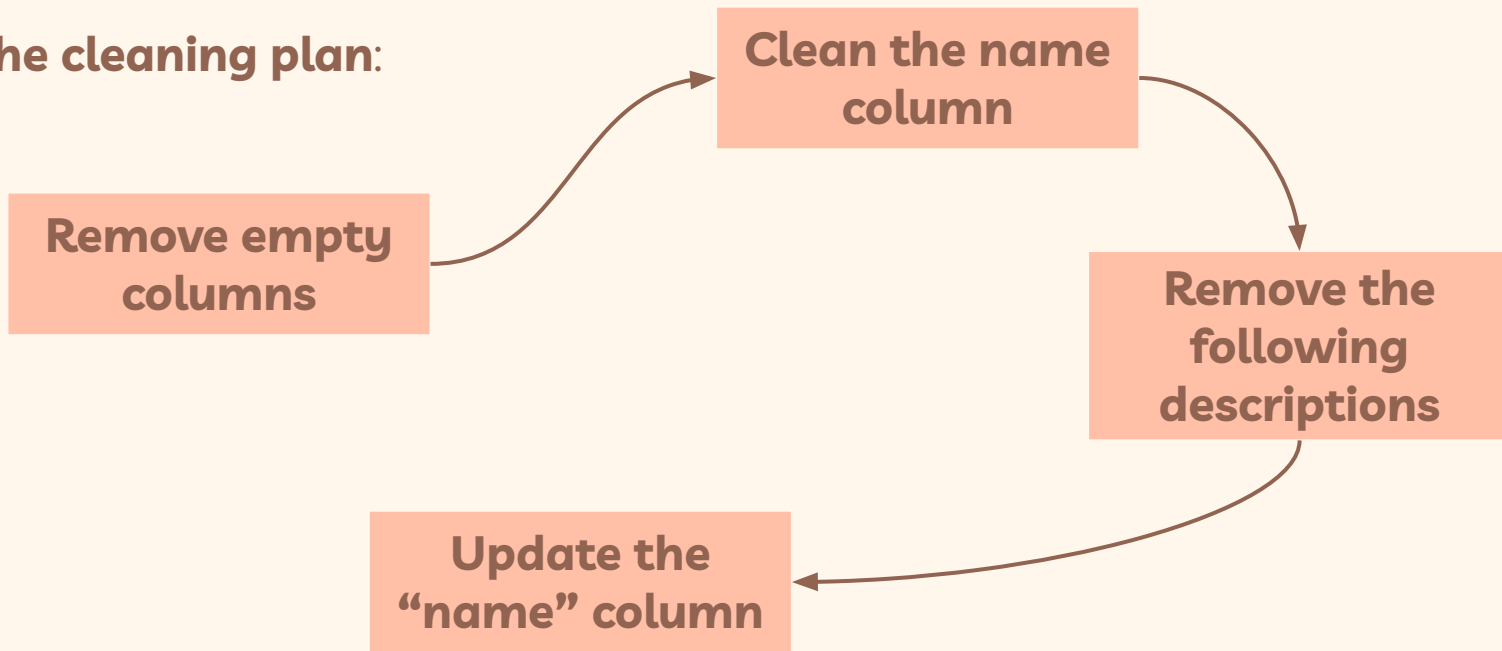 he cleaning plan:
Remove empty
columns
Clean the name
column
Remove the
following
descriptions
Update the
“name” column